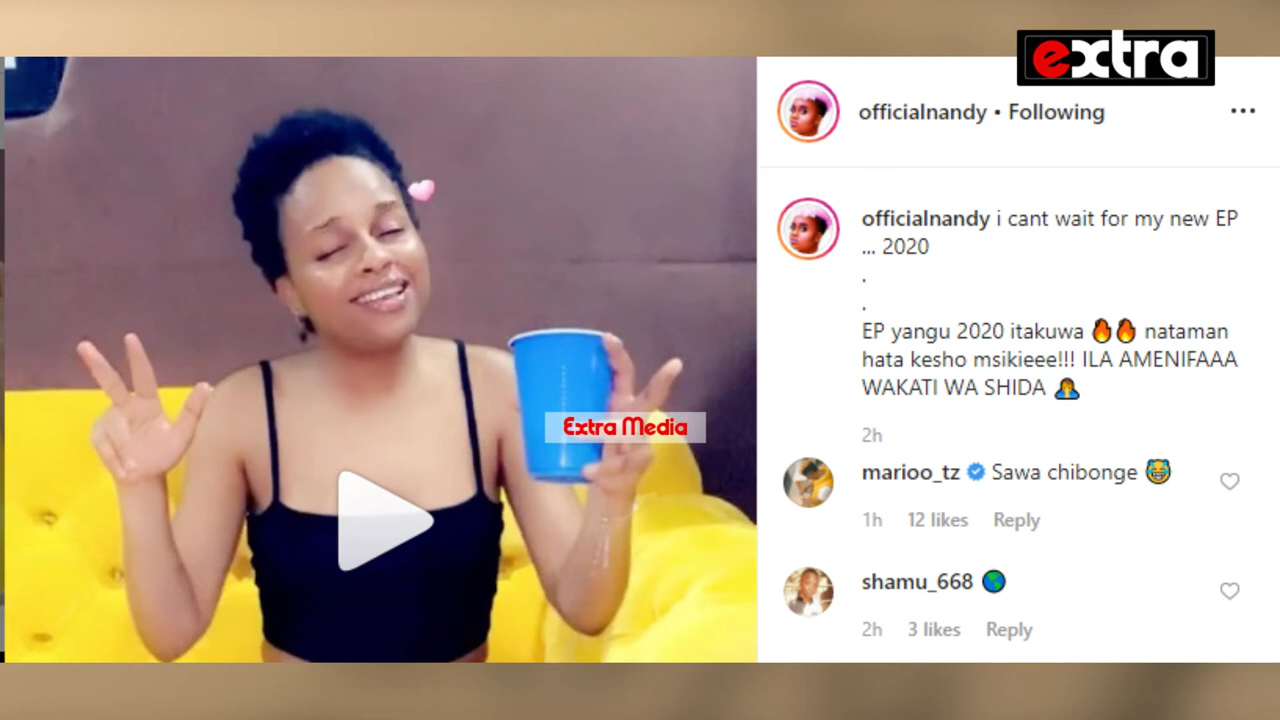 extra
officialnandy • Following
officialnandy i cant wait for my new EP
... 2020
.
.
EP yangu 2020 itakuwa 🔥🔥 nataman
hata kesho msikieee!!! ILA AMENIFAAA
WAKATI WA SHIDA 🤦‍♂️
2h
Extra Media
marioo_tz Sawa chibonge 😹
1h 12 likes Reply
shamu_668 🌎
2h 3 likes Reply